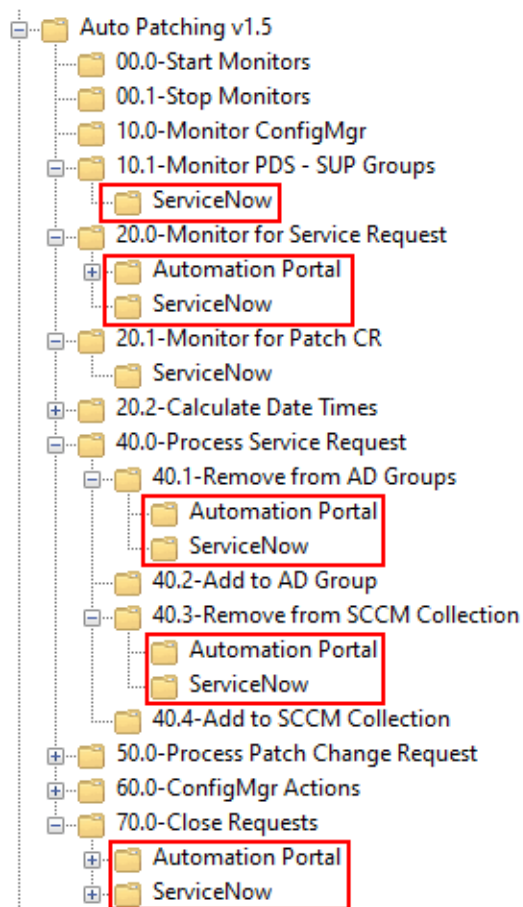 Auto Patching v1.5
00.0-Start Monitors
00.1-Stop Monitors
10.0-Monitor ConfigMgr
10.1-Monitor PDS - SUP Groups
ServiceNow
20.0-Monitor for Service Request
Automation Portal
ServiceNow
20.1-Monitor for Patch CR
ServiceNow
20.2-Calculate Date Times
40.0-Process Service Request
40.1-Remove from AD Groups
Automation Portal
ServiceNow
40.2-Add to AD Group
40.3-Remove from SCCM Collection
Automation Portal
ServiceNow
40.4-Add to SCCM Collection
50.0-Process Patch Change Request
60.0-ConfigMgr Actions
70.0-Close Requests
Automation Portal
ServiceNow